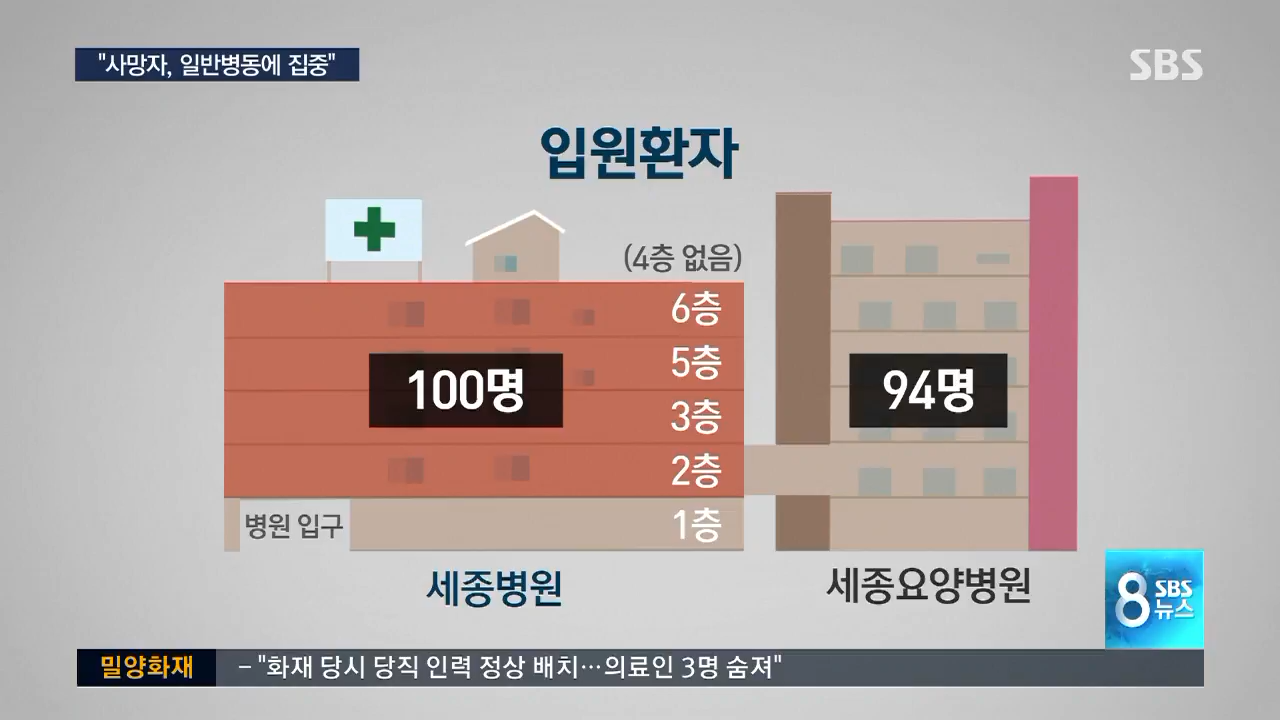 "사망자, 일반병동에 집중"
SBS
입원환자
(4층 없음)
6층
5층
100명
94명
3층
2층
병원 입구
1층
세종병원
세종요양병원
8 SBS
뉴스
밀양화재
- "화재 당시 당직 인력 정상 배치…의료인 3명 숨져"